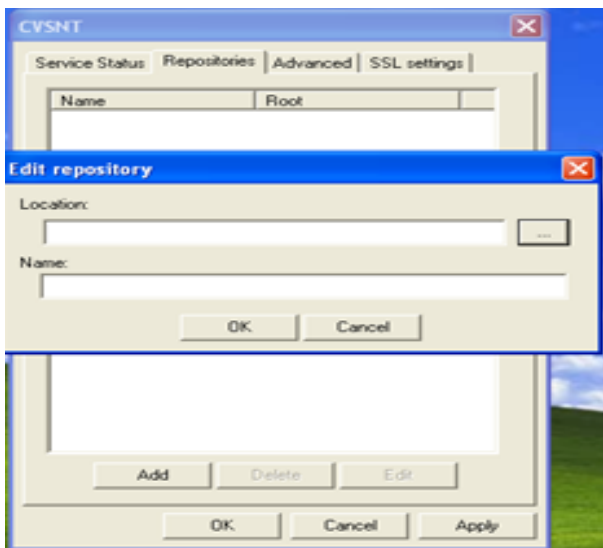 CVSNT
Service Status Repositories Advanced SSL settings
Name Root
Edit repository
Location:
...
Name:
OK Cancel
Add Delete Edit
OK Cancel Apply